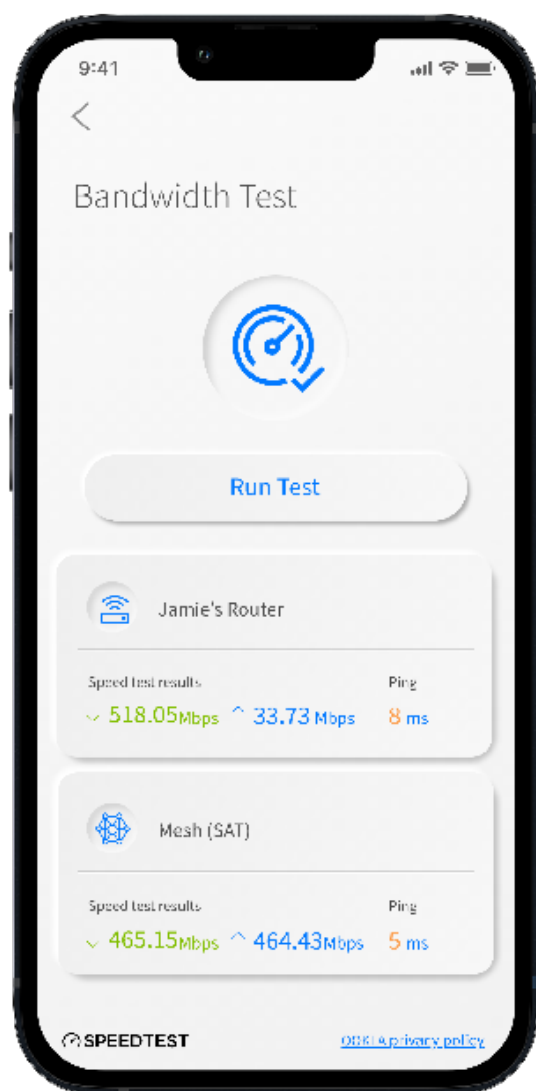 9:41
Bandwidth Test
Run Test
Jamie's Router
Speed test results Ping
518.05Mbps 33.73 Mbps 8 ms
Mesh (SAT)
Speed test results Ping
465.15Mbps 464.43Mbps 5 ms
SPEEDTEST OOKLA privacy policy